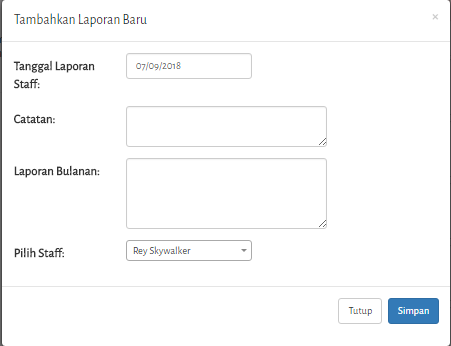 Tambahkan Laporan Baru ×
Tanggal Laporan
Staff:
07/09/2018
Catatan:
Laporan Bulanan:
Pilih Staff:
Rey Skywalker
Tutup
Simpan